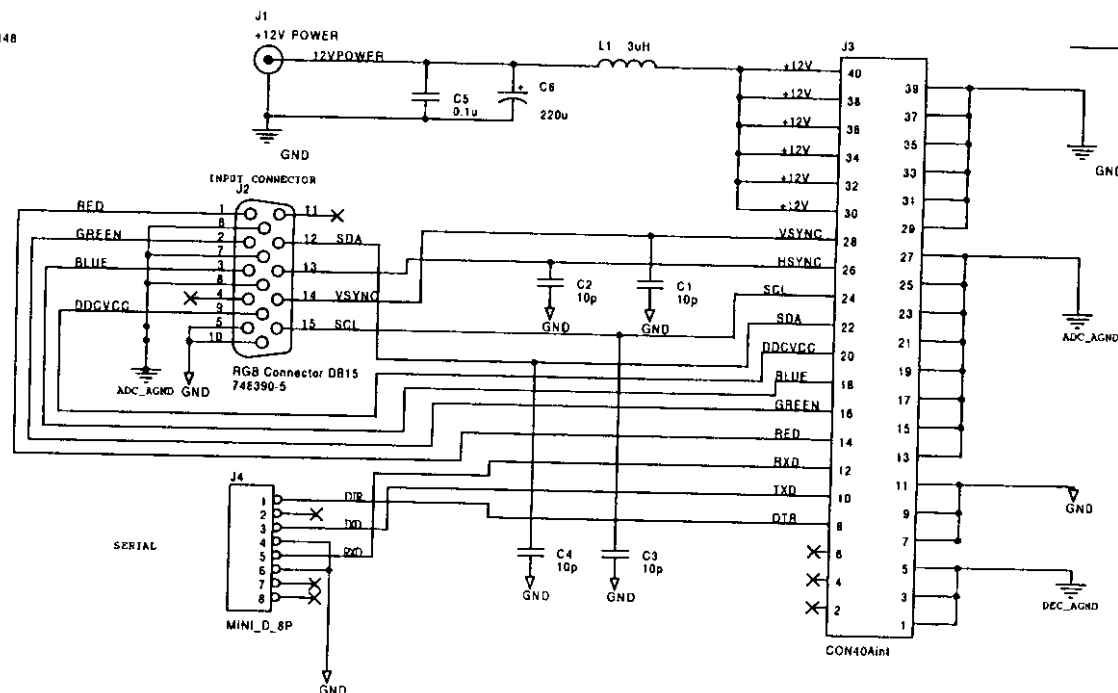 148
J1
+12V POWER
12VPOWER
L1 3uH
C5
0.1u
+
C6
220u
GND
J3
+12V 40
+12V 38
+12V 36
+12V 34
+12V 32
+12V 30
VSYNC 28
HSYNC 26
SCL 24
SDA 22
DDCVCC 20
BLUE 18
GREEN 16
RED 14
RXD 12
TXD 10
DTR 8
6
4
2
39
37
35
33
31
29
27
25
23
21
19
17
15
13
11
9
7
5
3
1
GND
ADC_AGND
GND
DEC_AGND
CON40Aint
INPUT CONNECTOR
J2
RED 1
6
GREEN 2
7
BLUE 3
8
4
DDCVCC 9
5
10
11
12 SDA
13
14 VSYNC
15 SCL
ADC_AGND
GND
RGB Connector DB15
748390-5
C2
10p
GND
C1
10p
GND
C4
10p
GND
C3
10p
GND
J4
SERIAL
1 DTR
2
3 TXD
4
5 RXD
6
7
8
MINI_D_8P
GND